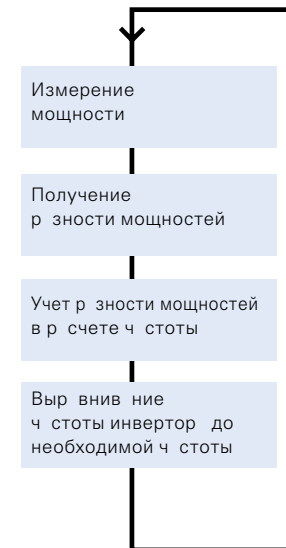 Измерение
мощности
Получение
р зности мощностей
Учет р зности мощностей
в р счете ч стоты
Выр внив ние
ч стоты инвертор до
необходимой ч стоты